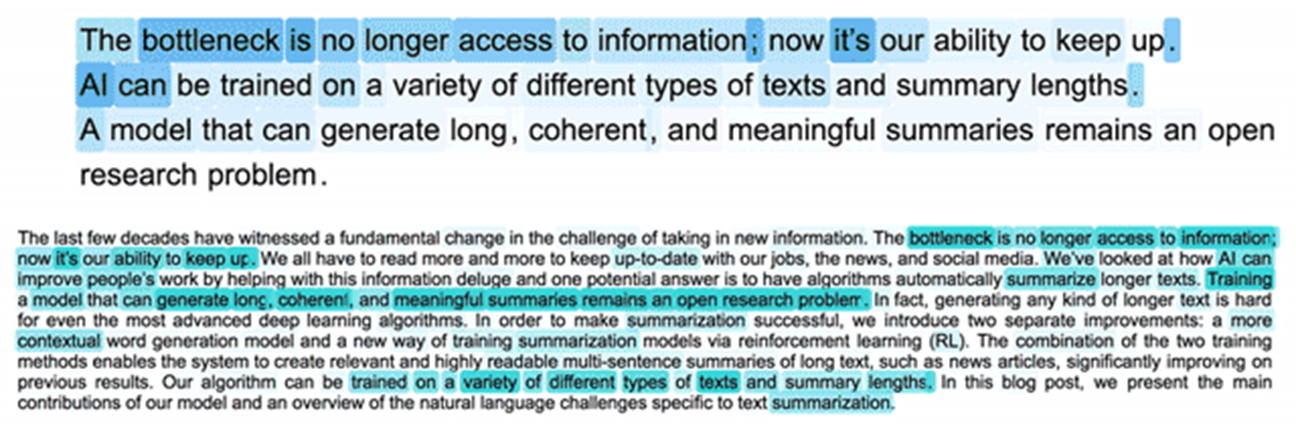 The bottleneck is no longer access to information; now it's our ability to keep up.
AI can be trained on a variety of different types of texts and summary lengths.
A model that can generate long, coherent, and meaningful summaries remains an open
research problem.
The last few decades have witnessed a fundamental change in the challenge of taking in new information. The bottleneck is no longer access to information;
now it's our ability to keep up. We all have to read more and more to keep up-to-date with our jobs, the news, and social media. We've looked at how AI can
improve people's work by helping with this information deluge and one potential answer is to have algorithms automatically summarize longer texts. Training
a model that can generate long, coherent, and meaningful summaries remains an open research problem. In fact, generating any kind of longer text is hard
for even the most advanced deep learning algorithms. In order to make summarization successful, we introduce two separate improvements: a more
contextual word generation model and a new way of training summarization models via reinforcement learning (RL). The combination of the two training
methods enables the system to create relevant and highly readable multi-sentence summaries of long text, such as news articles, significantly improving on
previous results. Our algorithm can be trained on a variety of different types of texts and summary lengths. In this blog post, we present the main
contributions of our model and an overview of the natural language challenges specific to text summarization.